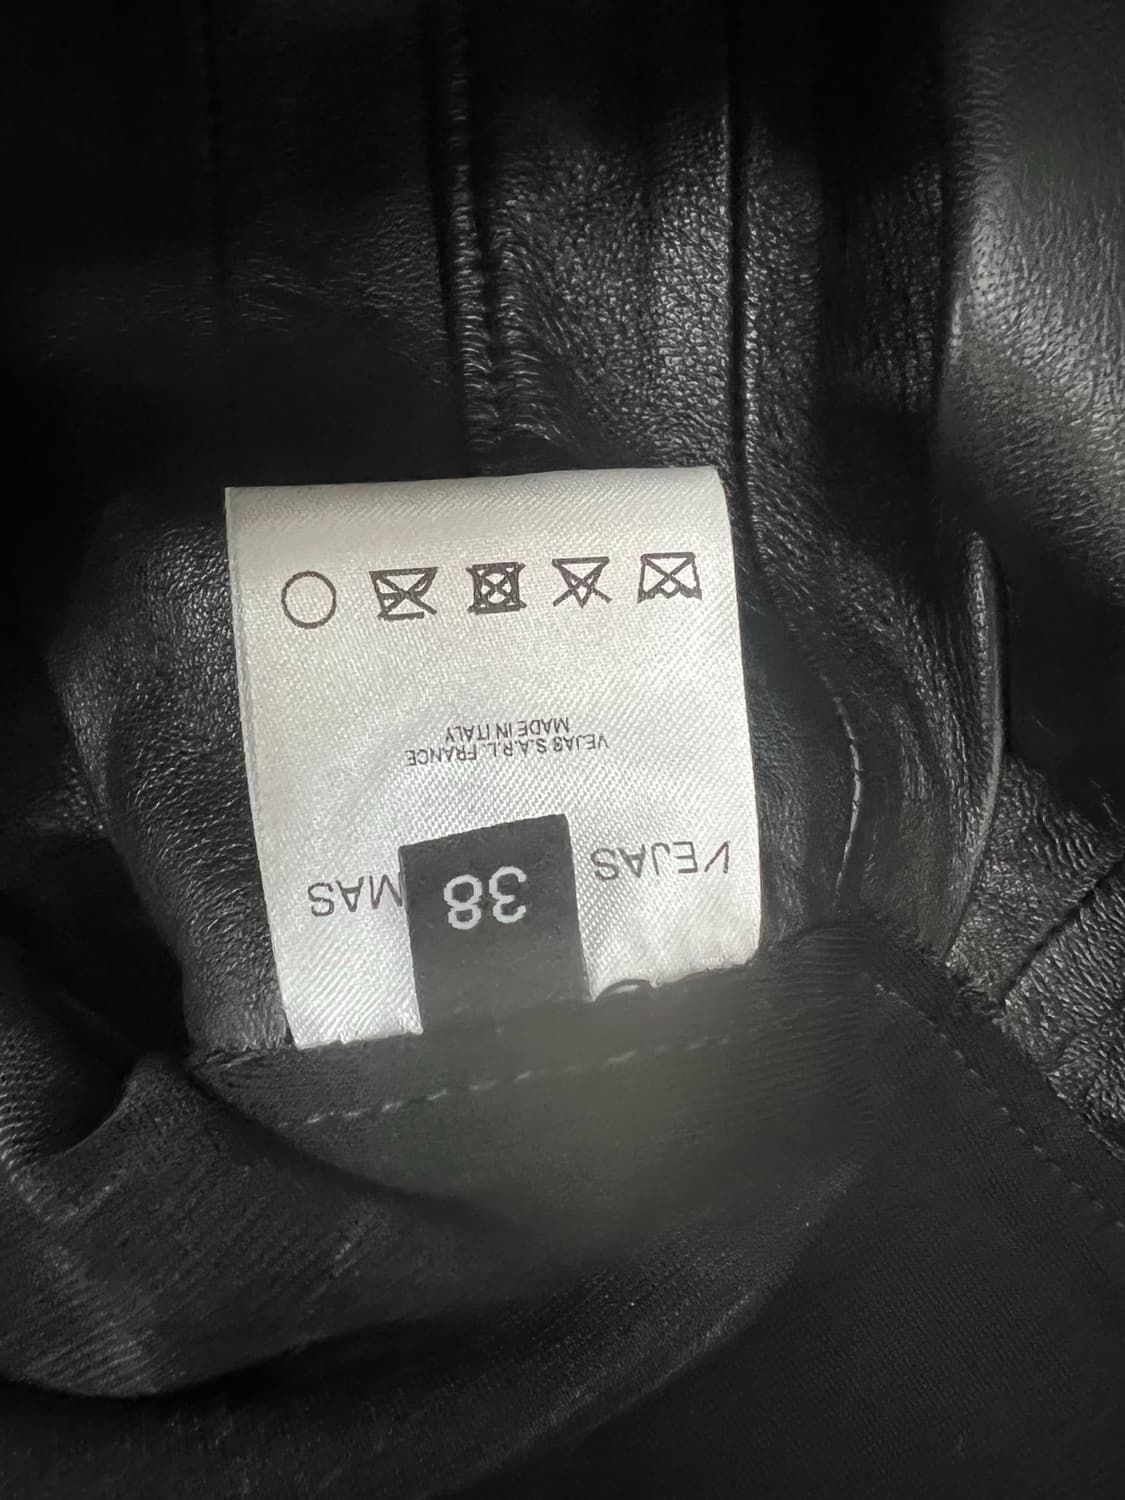 VEJAS MAS
38
VEJAS S.A.R.L. FRANCE
MADE IN ITALY